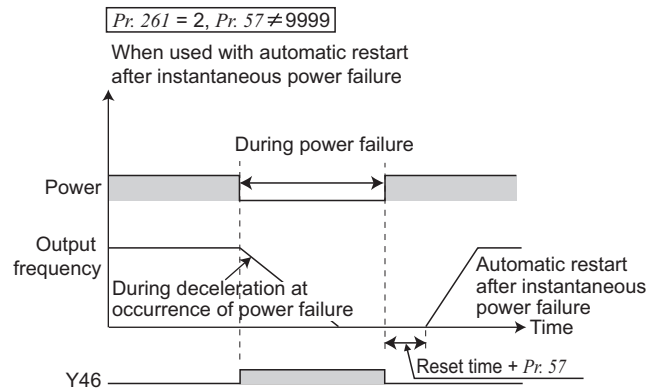 Pr. 261 = 2, Pr. 57 ≠ 9999
When used with automatic restart
after instantaneous power failure
During power failure
Power
Output
frequency
During deceleration at
occurrence of power failure
Automatic restart
after instantaneous
power failure
Time
Reset time + Pr. 57
Y46